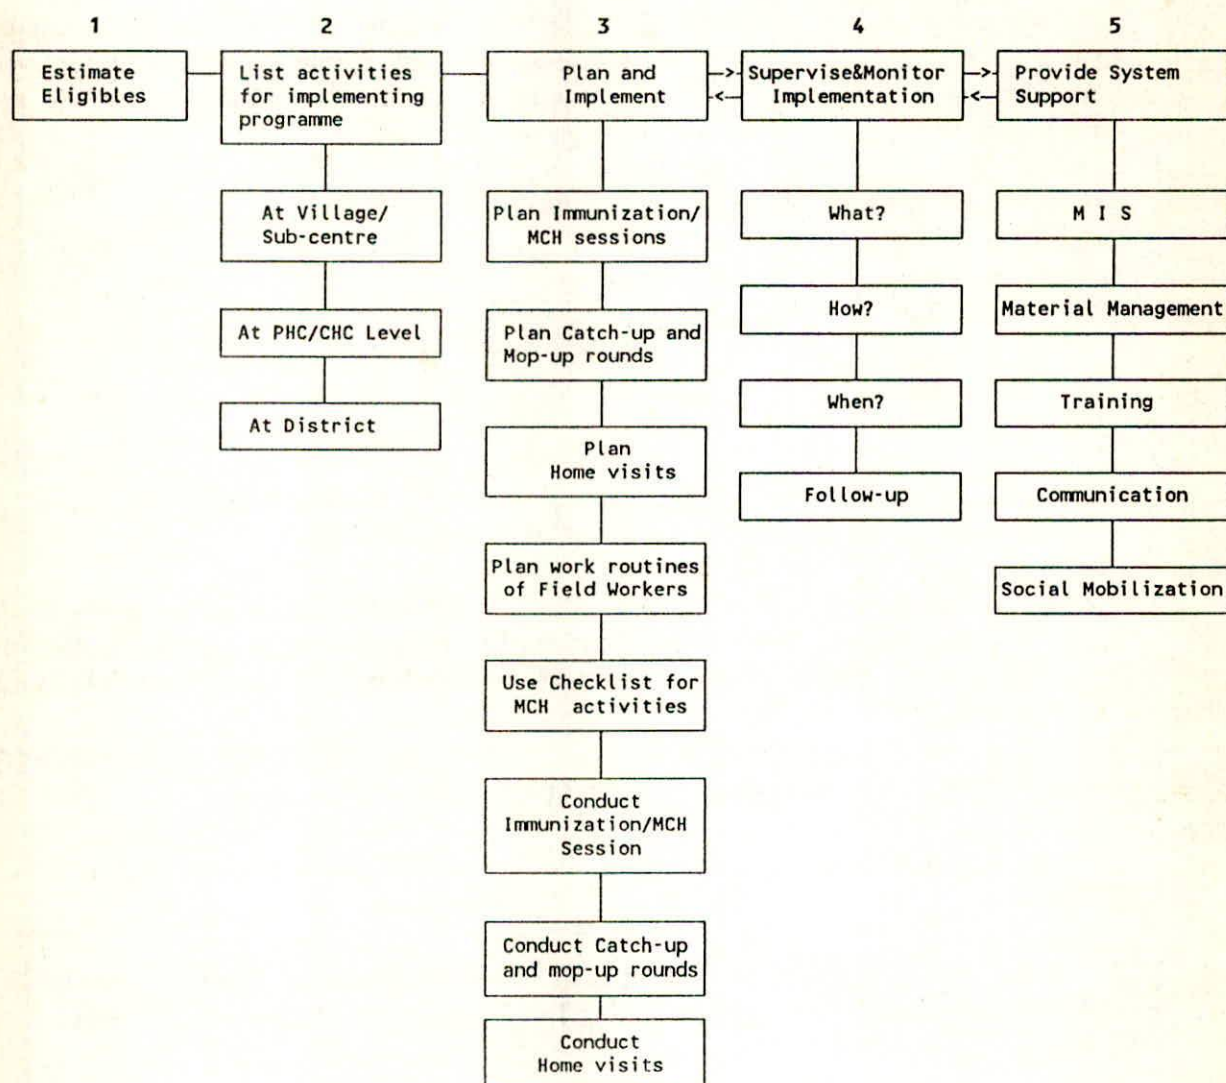 1
2
3
4
5
Estimate
Eligibles
List activities
for implementing
programme
Plan and
Implement
->-
-<-
Supervise&Monitor
Implementation
->-
-<-
Provide System
Support
At Village/
Sub-centre
At PHC/CHC Level
At District
Plan Immunization/
MCH sessions
Plan Catch-up and
Mop-up rounds
Plan
Home visits
Plan work routines
of Field Workers
Use Checklist for
MCH activities
Conduct
Immunization/MCH
Session
Conduct Catch-up
and mop-up rounds
Conduct
Home visits
What?
How?
When?
Follow-up
M I S
Material Management
Training
Communication
Social Mobilization